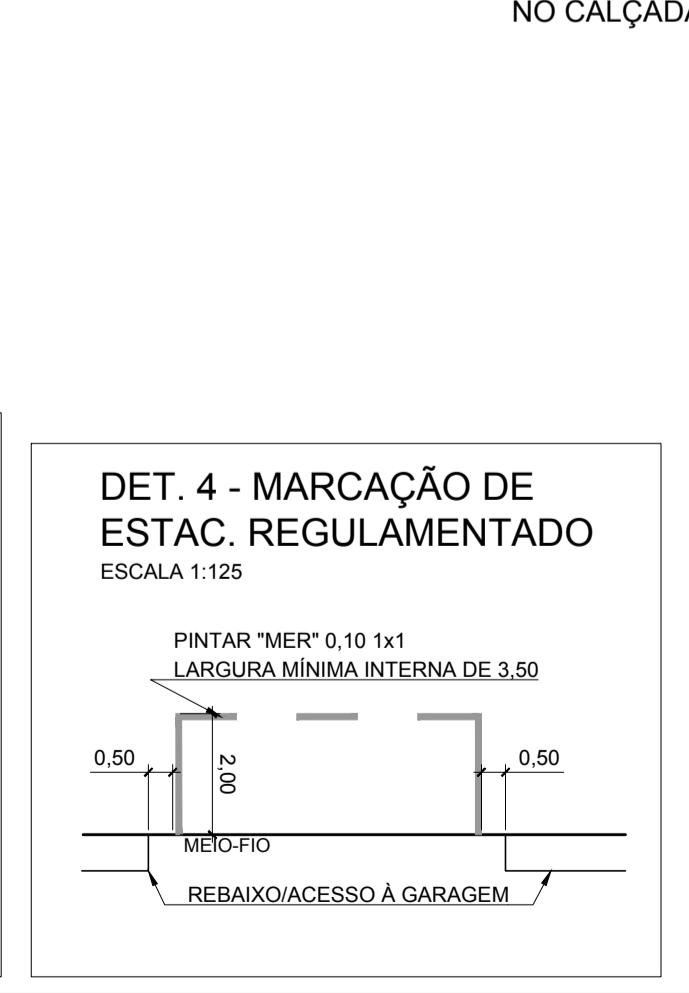 NO CALÇADA
DET. 4 - MARCAÇÃO DE
ESTAC. REGULAMENTADO
ESCALA 1:125
PINTAR "MER" 0,10 1x1
LARGURA MÍNIMA INTERNA DE 3,50
0,50
2,00
0,50
MEIO-FIO
REBAIXO/ACESSO À GARAGEM